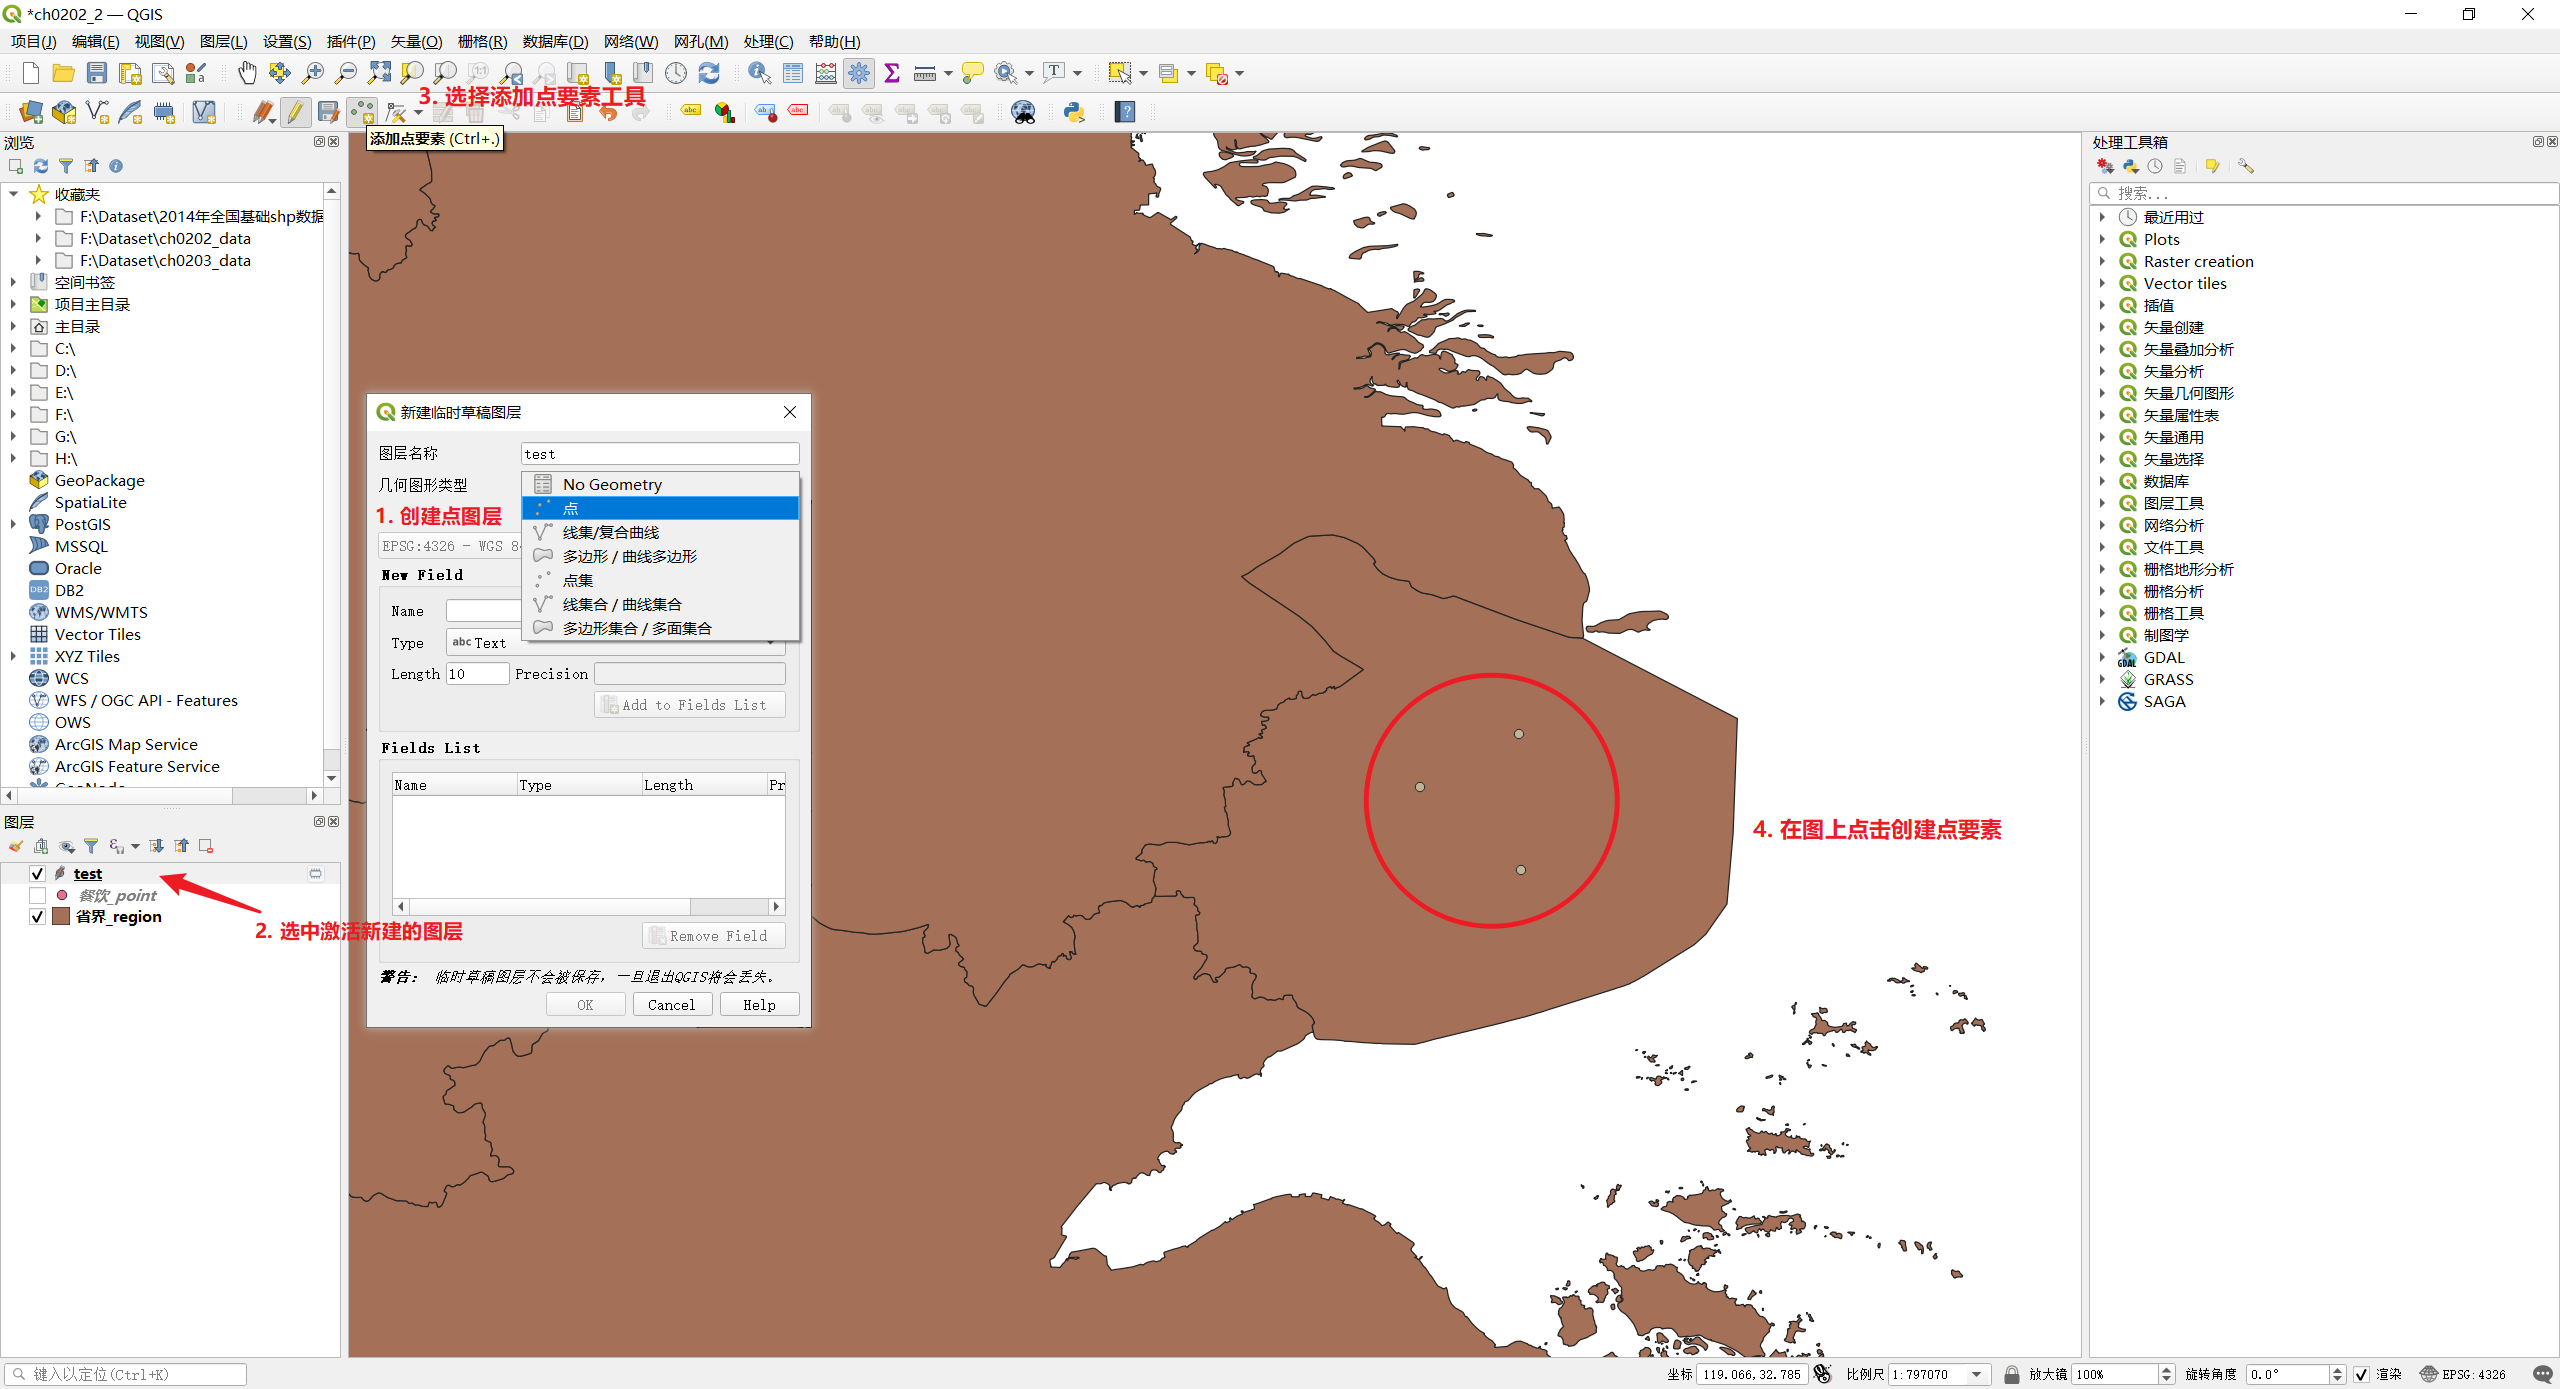 *ch0202_2 — QGIS
项目(J) 编辑(E) 视图(V) 图层(L) 设置(S) 插件(P) 矢量(O) 栅格(R) 数据库(D) 网络(W) 网孔(M) 处理(C) 帮助(H)
3. 选择添加点要素工具
添加点要素 (Ctrl+.)
浏览
收藏夹
F:\Dataset\2014年全国基础shp数据
F:\Dataset\ch0202_data
F:\Dataset\ch0203_data
空间书签
项目主目录
主目录
C:\
D:\
E:\
F:\
G:\
H:\
GeoPackage
SpatiaLite
PostGIS
MSSQL
Oracle
DB2
WMS/WMTS
Vector Tiles
XYZ Tiles
WCS
WFS / OGC API - Features
OWS
ArcGIS Map Service
ArcGIS Feature Service
图层
test
餐饮_point
省界_region
2. 选中激活新建的图层
新建临时草稿图层
图层名称 test
几何图形类型
No Geometry
点
线集/复合曲线
多边形 / 曲线多边形
点集
线集合 / 曲线集合
多边形集合 / 多面集合
1. 创建点图层
EPSG:4326 - WGS 8
New Field
Name
Type abc Text
Length 10 Precision
Add to Fields List
Fields List
Name Type Length Pr
Remove Field
警告: 临时草稿图层不会被保存，一旦退出QGIS将会丢失。
OK Cancel Help
4. 在图上点击创建点要素
处理工具箱
搜索...
最近用过
Plots
Raster creation
Vector tiles
插值
矢量创建
矢量叠加分析
矢量分析
矢量几何图形
矢量属性表
矢量通用
矢量选择
数据库
图层工具
网络分析
文件工具
栅格地形分析
栅格分析
栅格工具
制图学
GDAL
GRASS
SAGA
键入以定位(Ctrl+K)
坐标 119.066,32.785 比例尺 1:797070 放大镜 100% 旋转角度 0.0° 渲染 EPSG:4326